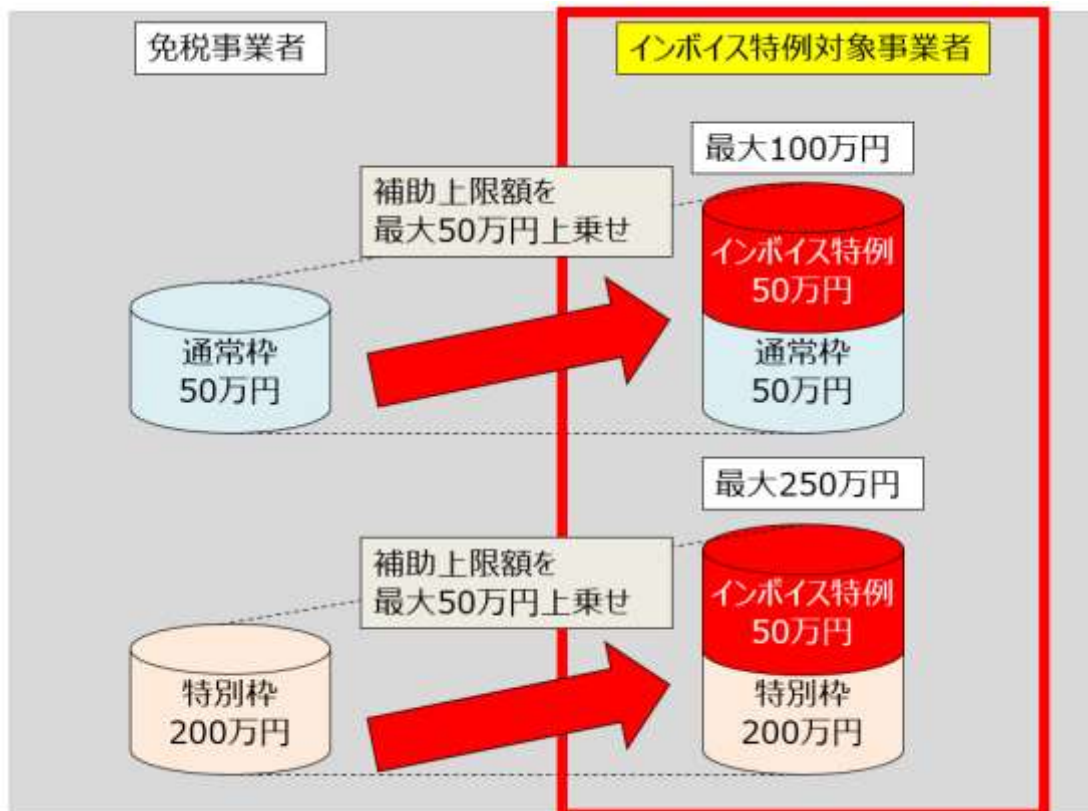 免税事業者
インボイス特例対象事業者
最大100万円
補助上限額を
最大50万円上乗せ
インボイス特例
50万円
通常枠
50万円
通常枠
50万円
最大250万円
補助上限額を
最大50万円上乗せ
インボイス特例
50万円
特別枠
200万円
特別枠
200万円